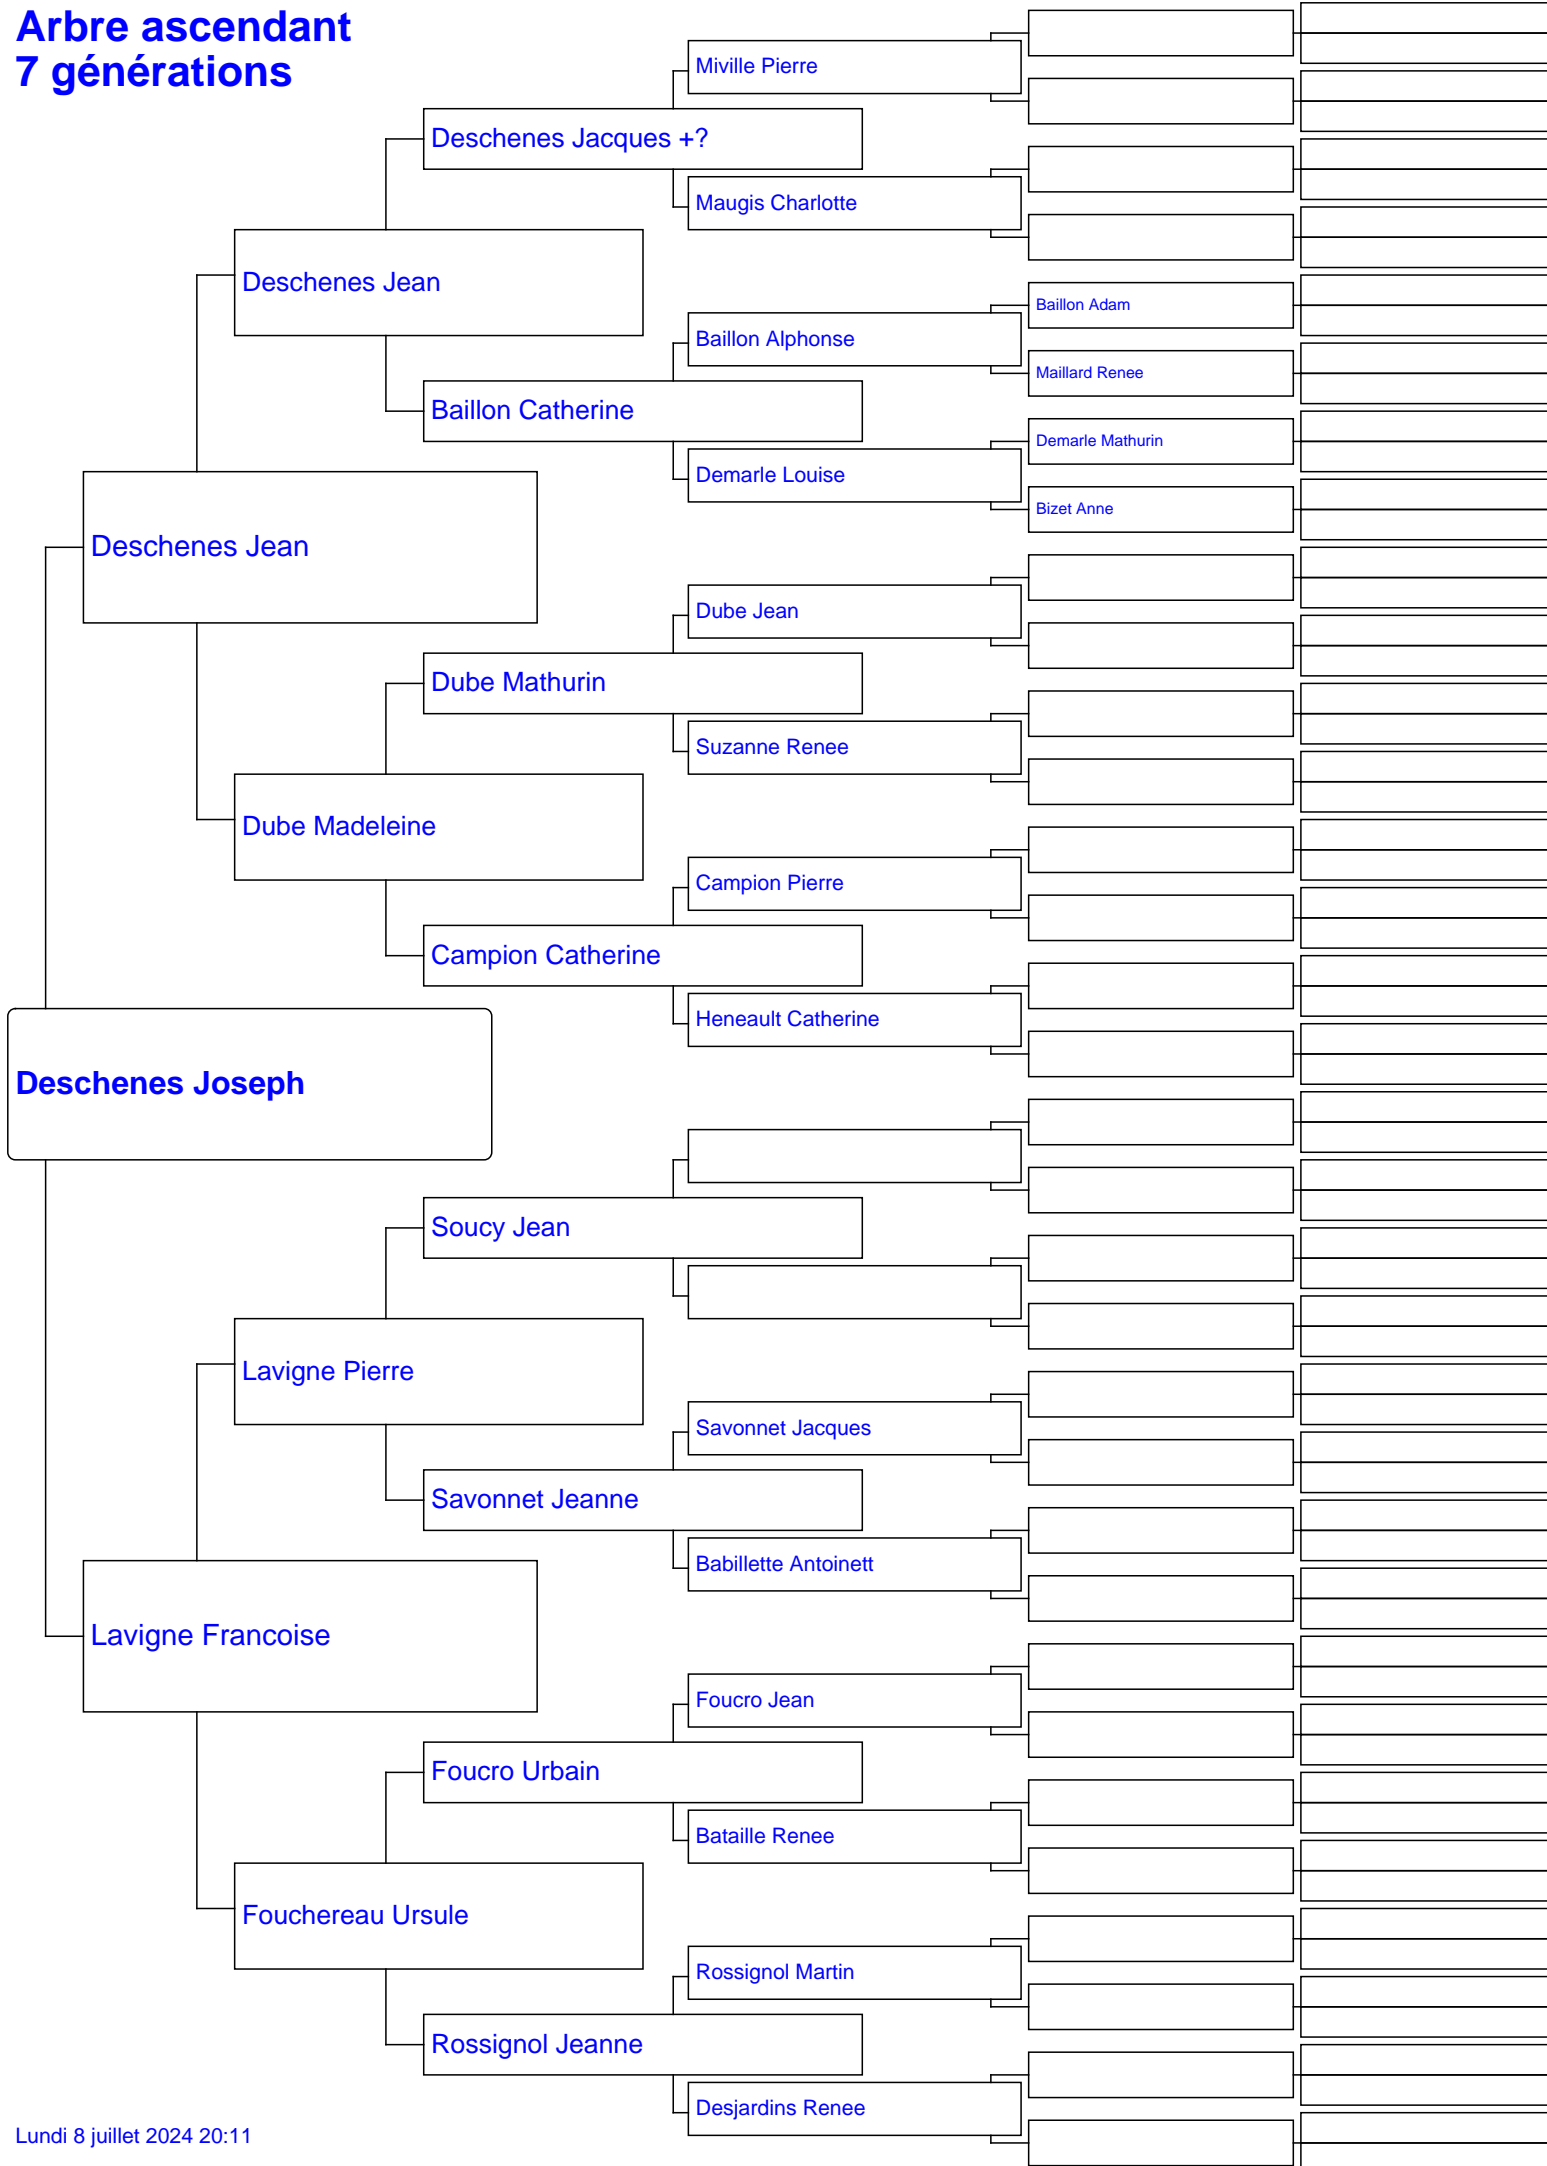 Arbre ascendant
7 générations
Miville Pierre
Deschenes Jacques +?
Maugis Charlotte
Deschenes Jean
Baillon Adam
Baillon Alphonse
Maillard Renee
Baillon Catherine
Demarle Mathurin
Demarle Louise
Bizet Anne
Deschenes Jean
Dube Jean
Dube Mathurin
Suzanne Renee
Dube Madeleine
Campion Pierre
Campion Catherine
Heneault Catherine
Deschenes Joseph
Soucy Jean
Lavigne Pierre
Savonnet Jacques
Savonnet Jeanne
Babillette Antoinett
Lavigne Francoise
Foucro Jean
Foucro Urbain
Bataille Renee
Fouchereau Ursule
Rossignol Martin
Rossignol Jeanne
Desjardins Renee
Lundi 8 juillet 2024 20:11